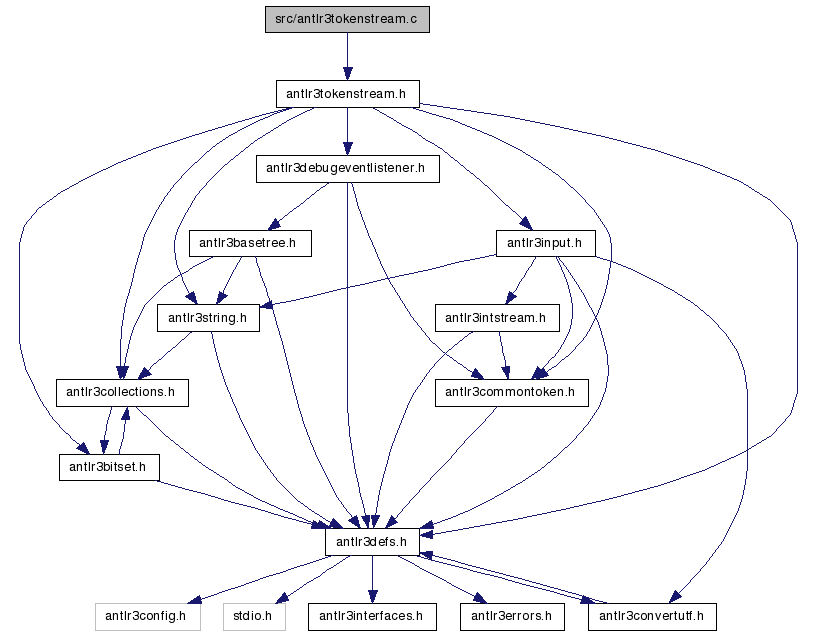 src/antlr3tokenstream.c
antlr3tokenstream.h
antlr3debugeventlistener.h
antlr3basetree.h
antlr3input.h
antlr3string.h
antlr3intstream.h
antlr3collections.h
antlr3commontoken.h
antlr3bitset.h
antlr3defs.h
antlr3config.h
stdio.h
antlr3interfaces.h
antlr3errors.h
antlr3convertutf.h